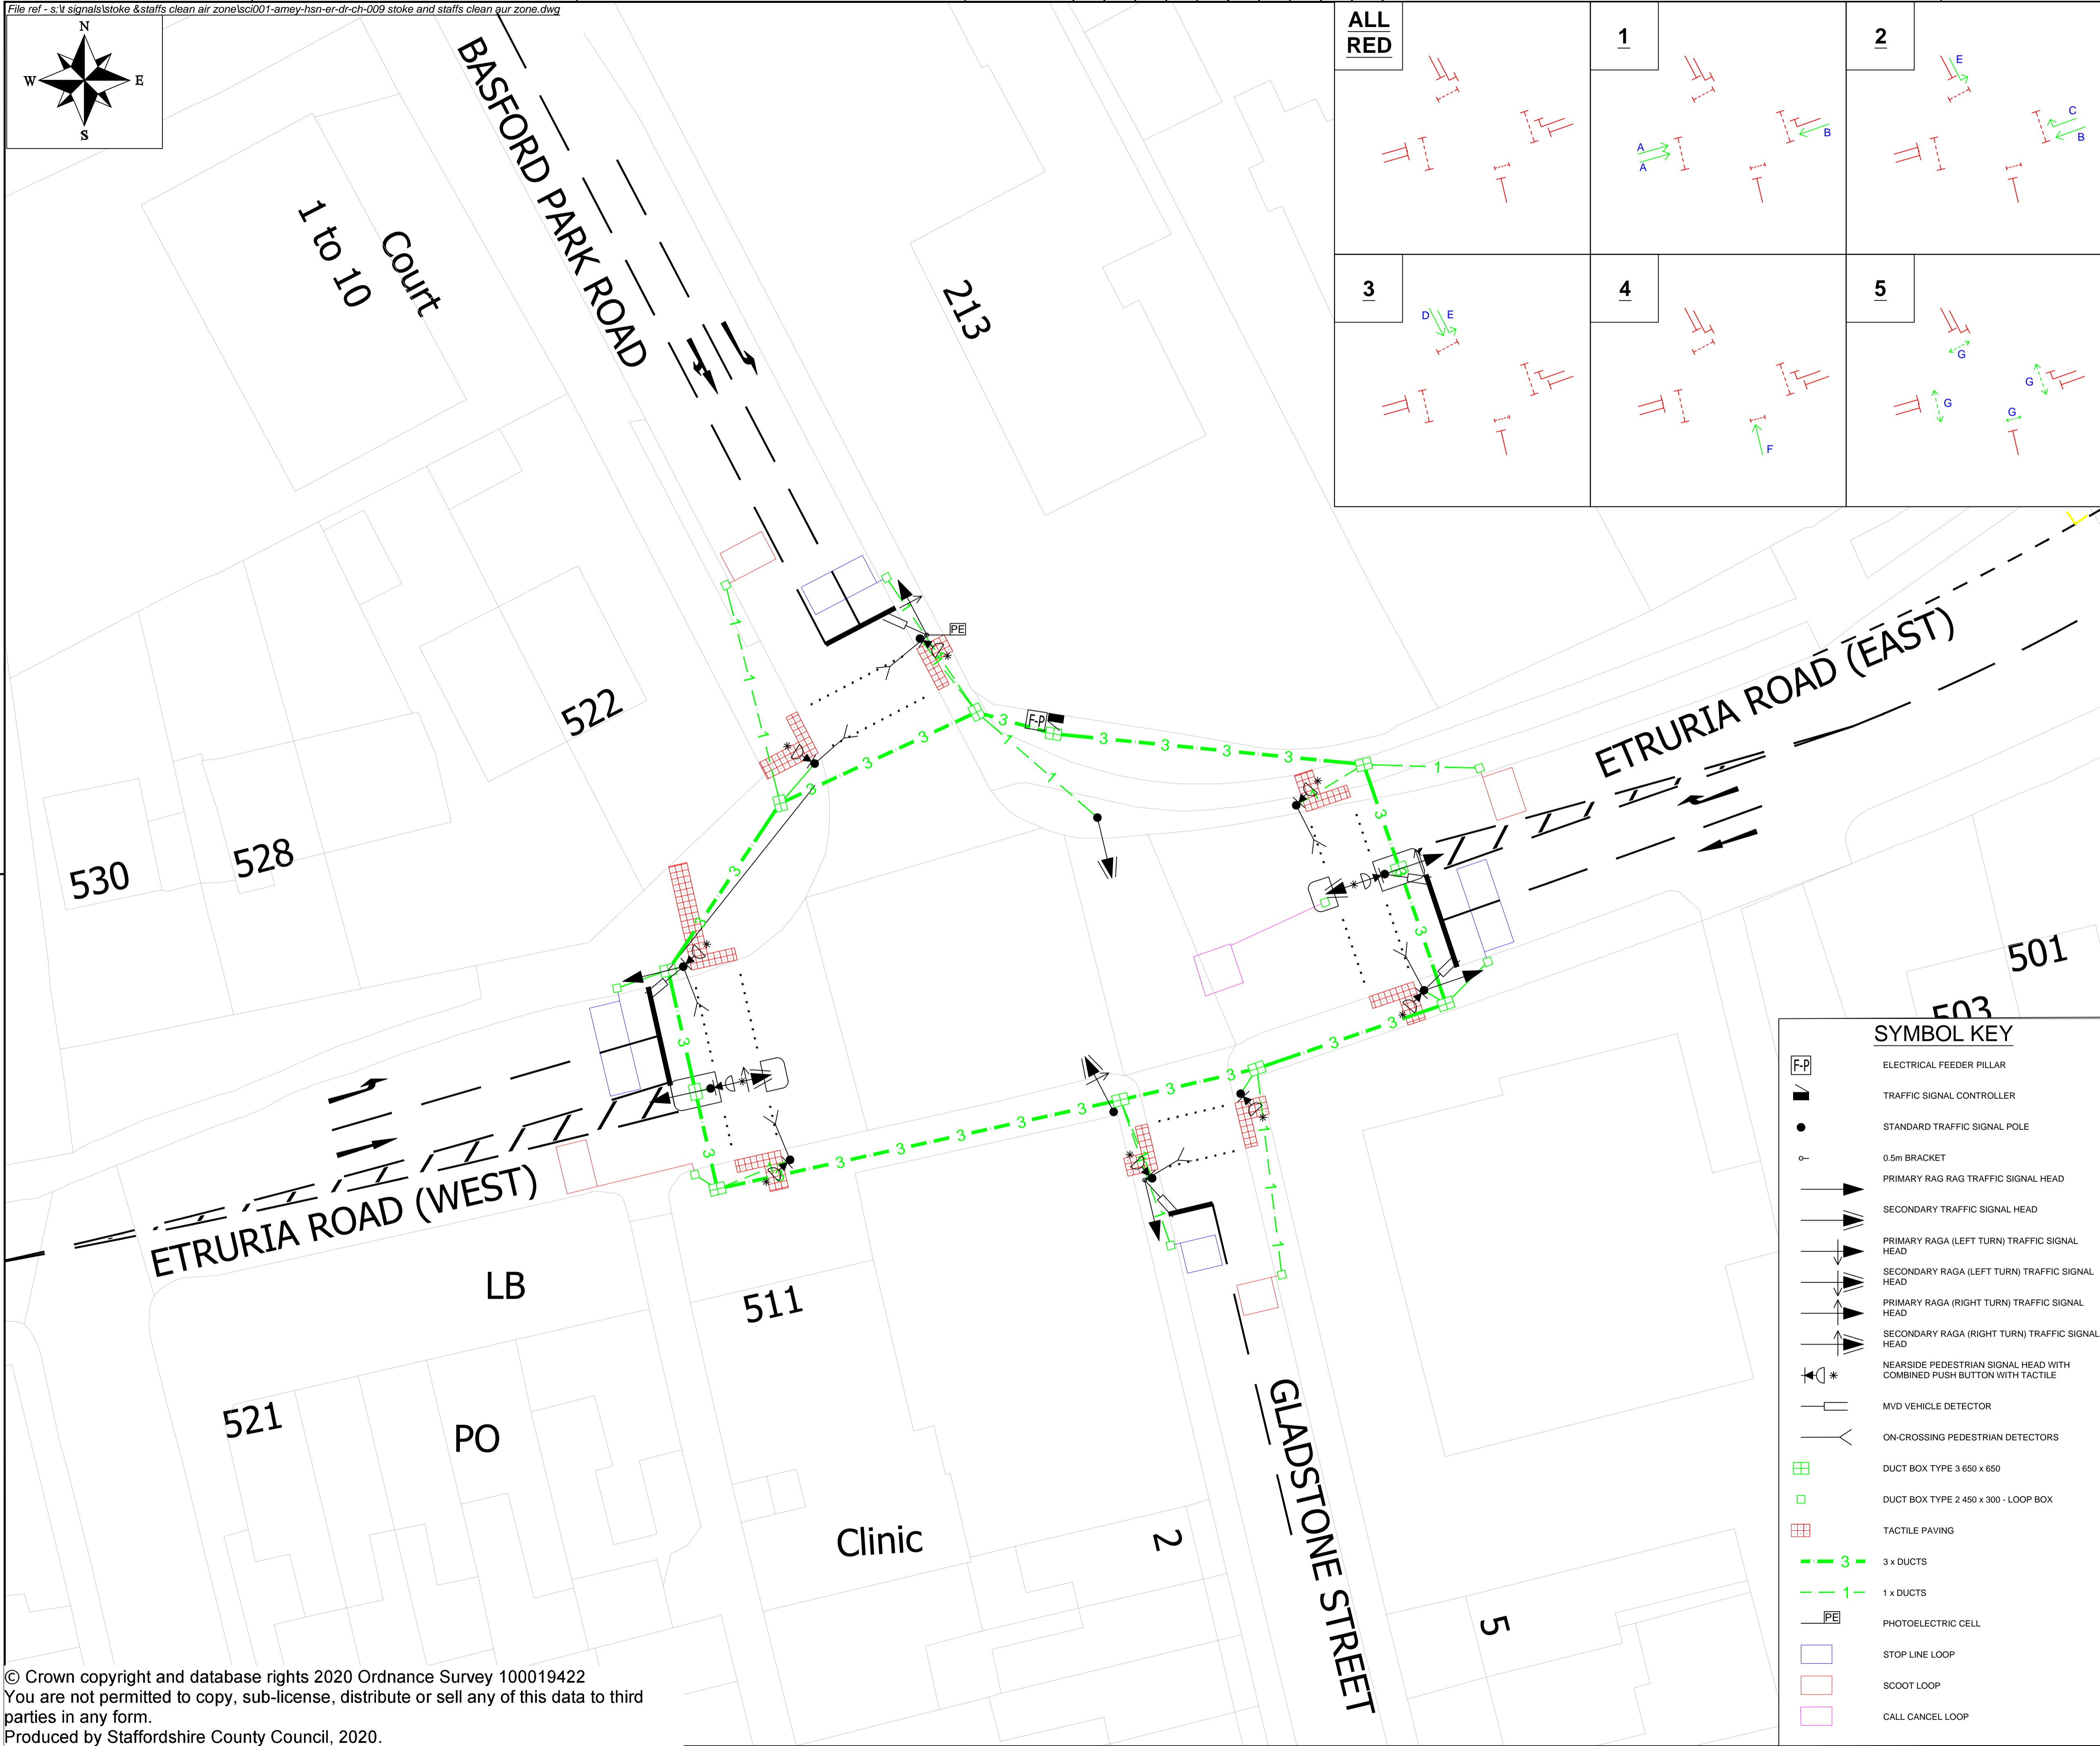 File ref - s:\t signals\stoke &staffs clean air zone\sci001-amey-hsn-er-dr-ch-009 stoke and staffs clean aur zone.dwg
N
W E
S
ALL
RED
1
A
A
B
2
E
C
B
3
D E
4
F
5
G
G
G
G
BASFORD PARK ROAD
Court
1 to 10
213
522
528
530
PE
F-P
ETRURIA ROAD (EAST)
501
503
ETRURIA ROAD (WEST)
LB
511
521
PO
Clinic
2
GLADSTONE STREET
5
SYMBOL KEY
F-P ELECTRICAL FEEDER PILLAR
TRAFFIC SIGNAL CONTROLLER
STANDARD TRAFFIC SIGNAL POLE
0.5m BRACKET
PRIMARY RAG RAG TRAFFIC SIGNAL HEAD
SECONDARY TRAFFIC SIGNAL HEAD
PRIMARY RAGA (LEFT TURN) TRAFFIC SIGNAL
HEAD
SECONDARY RAGA (LEFT TURN) TRAFFIC SIGNAL
HEAD
PRIMARY RAGA (RIGHT TURN) TRAFFIC SIGNAL
HEAD
SECONDARY RAGA (RIGHT TURN) TRAFFIC SIGNAL
HEAD
NEARSIDE PEDESTRIAN SIGNAL HEAD WITH
COMBINED PUSH BUTTON WITH TACTILE
MVD VEHICLE DETECTOR
ON-CROSSING PEDESTRIAN DETECTORS
DUCT BOX TYPE 3 650 x 650
DUCT BOX TYPE 2 450 x 300 - LOOP BOX
TACTILE PAVING
3 3 x DUCTS
1 1 x DUCTS
PE PHOTOELECTRIC CELL
STOP LINE LOOP
SCOOT LOOP
CALL CANCEL LOOP
© Crown copyright and database rights 2020 Ordnance Survey 100019422
You are not permitted to copy, sub-license, distribute or sell any of this data to third
parties in any form.
Produced by Staffordshire County Council, 2020.